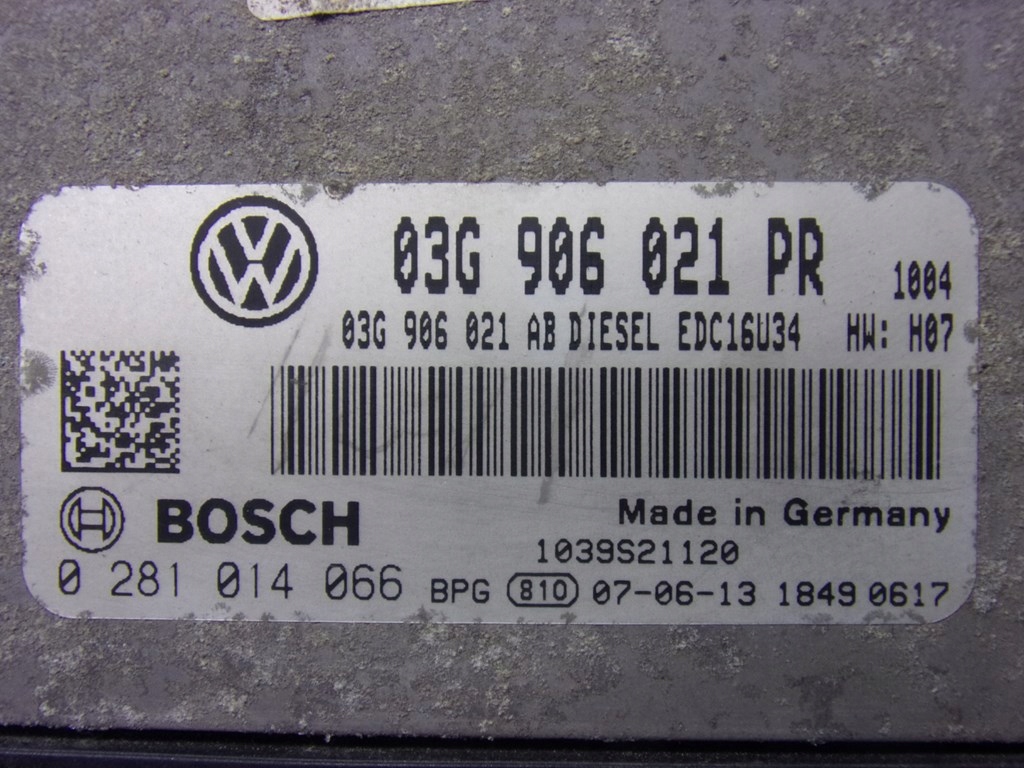 03G 906 021 PR 1004
03G 906 021 AB DIESEL EDC16U34 HW: H07
BOSCH
Made in Germany
1039S21120
0 281 014 066 BPG 810 07-06-13 1849 0617